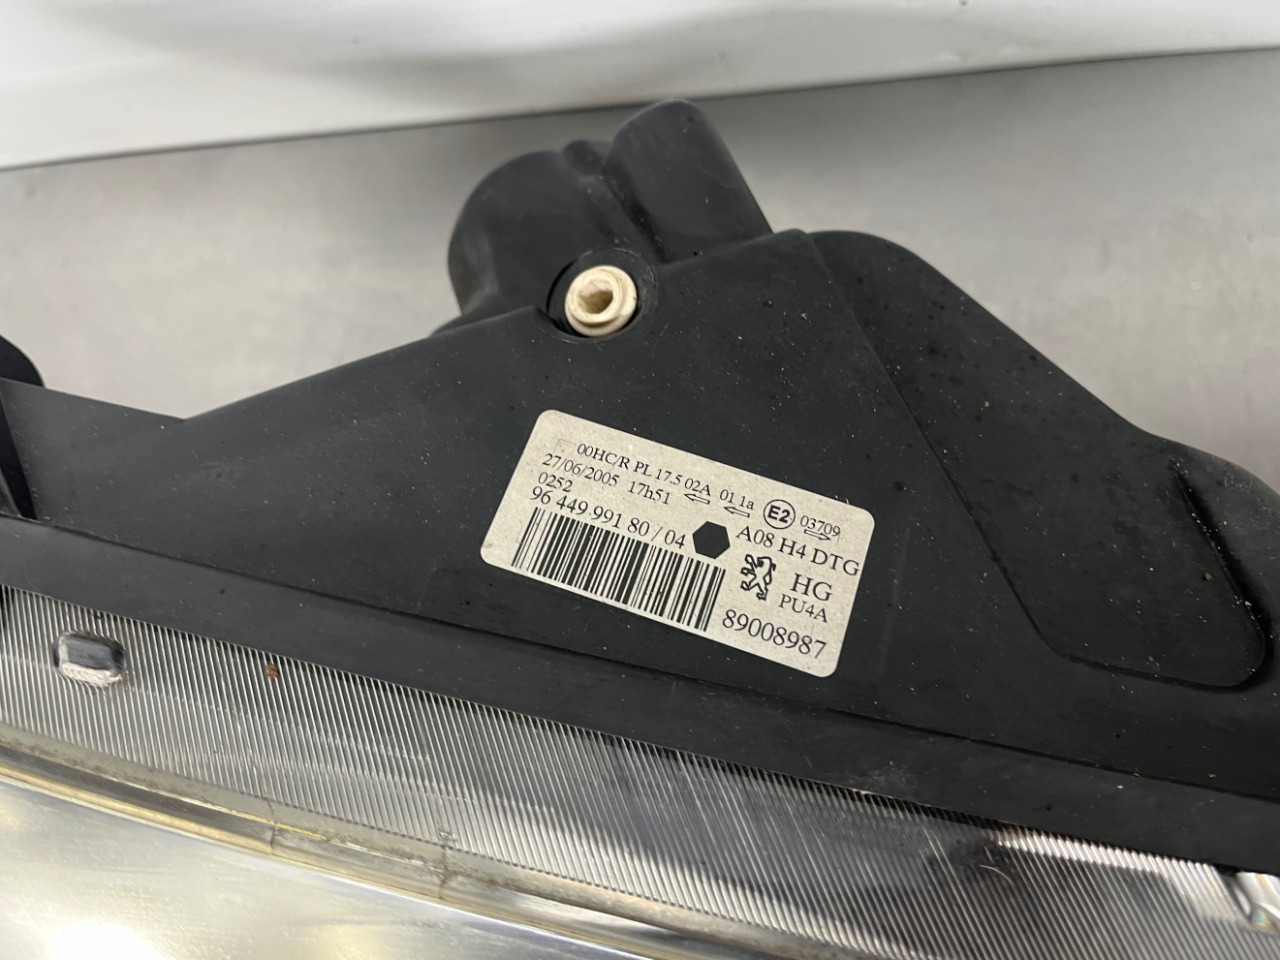 00HC/R PL 17.5 02A 01 1a E2 03709
27/06/2005 17h51
0252
96 449 991 80 / 04 A08 H4 DTG
HG
PU4A
89008987